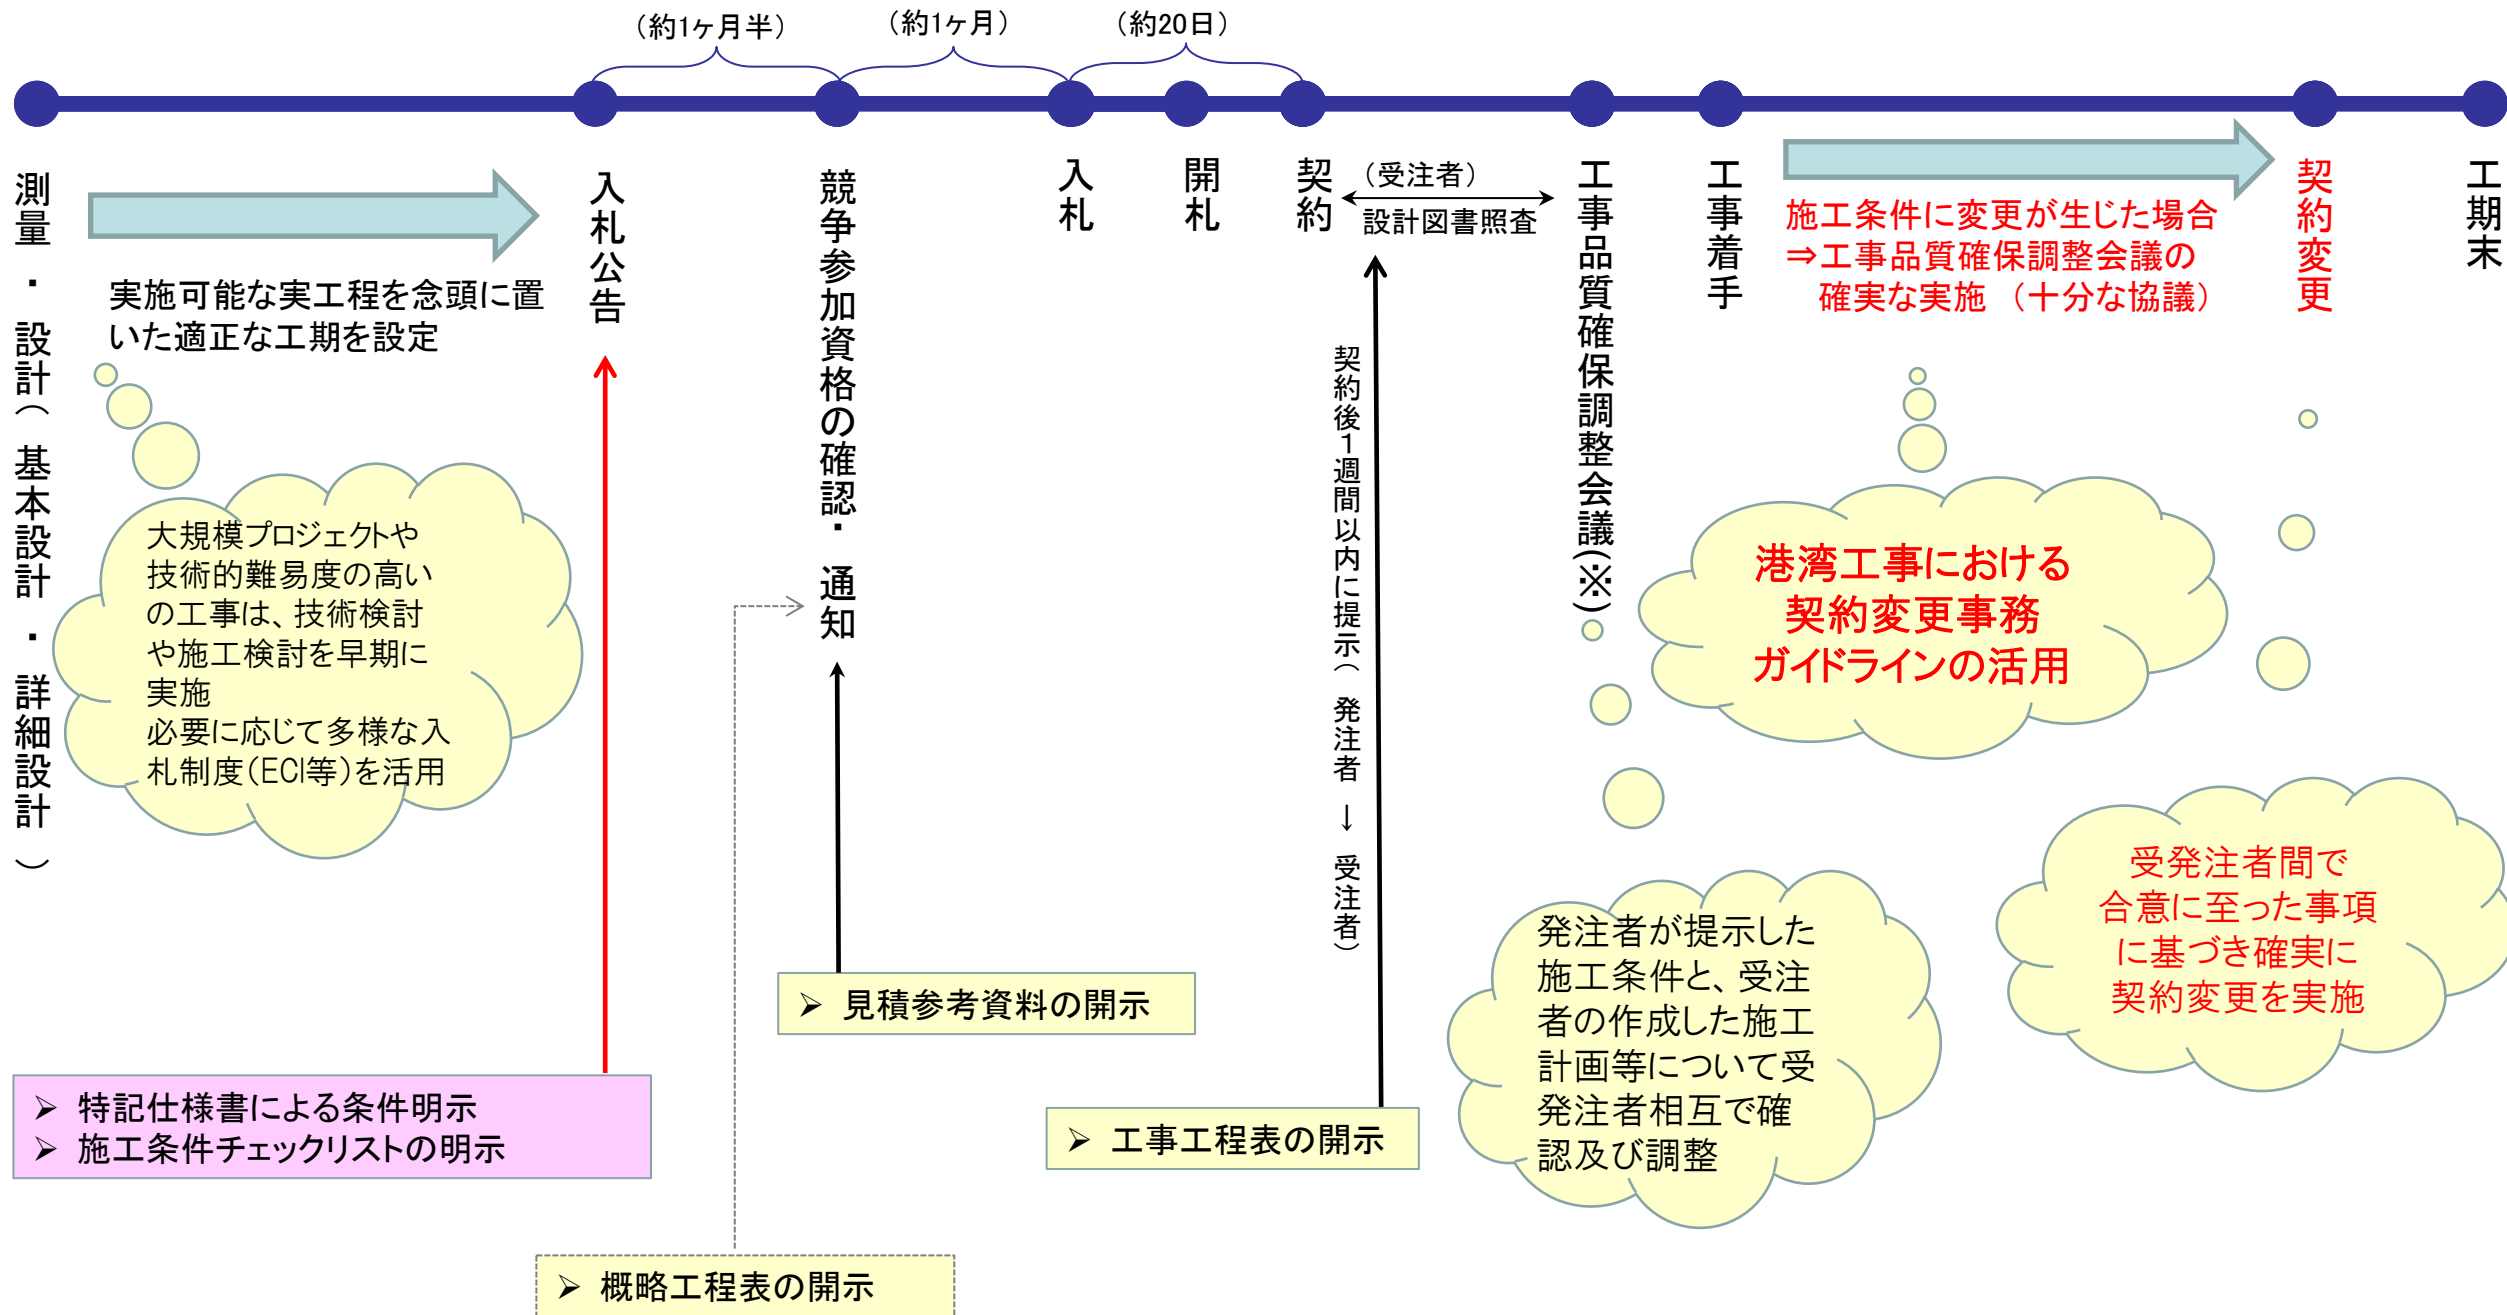 （約1ヶ月半）
（約1ヶ月）
（約20日）
測量・設計（基本設計・詳細設計）
入札公告
競争参加資格の確認・通知
入札
開札
契約
（受注者）
設計図書照査
工事品質確保調整会議(※)
工事着手
契約変更
工期末
実施可能な実工程を念頭に置
いた適正な工期を設定
施工条件に変更が生じた場合
⇒工事品質確保調整会議の
確実な実施（十分な協議）
契約後１週間以内に提示（発注者→受注者）
大規模プロジェクトや
技術的難易度の高い
の工事は、技術検討
や施工検討を早期に
実施
必要に応じて多様な入
札制度（ECI等）を活用
港湾工事における
契約変更事務
ガイドラインの活用
受発注者間で
合意に至った事項
に基づき確実に
契約変更を実施
発注者が提示した
施工条件と、受注
者の作成した施工
計画等について受
発注者相互で確
認及び調整
➢ 見積参考資料の開示
➢ 特記仕様書による条件明示
➢ 施工条件チェックリストの明示
➢ 工事工程表の開示
➢ 概略工程表の開示